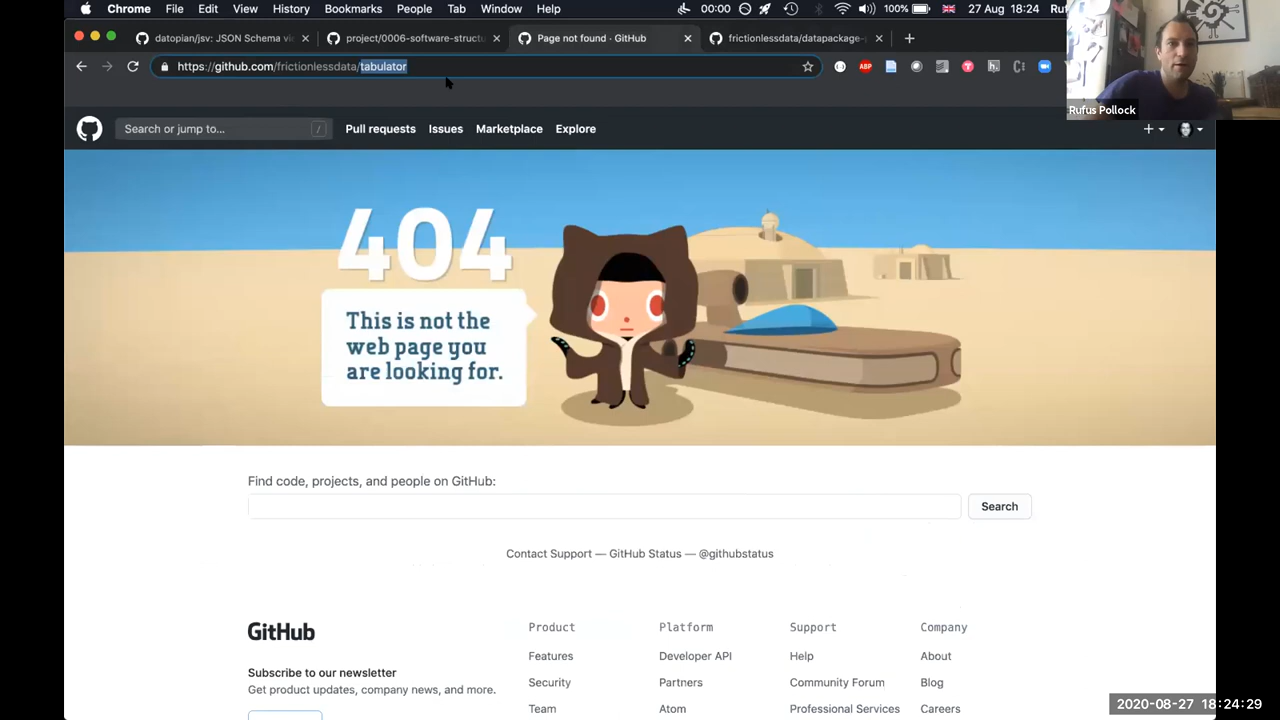 Chrome File Edit View History Bookmarks People Tab Window Help 00:00 100% 27 Aug 18:24
datopian/jsv: JSON Schema vi
project-0006-software-structu
Page not found · GitHub
frictionlessdata/datapackage-
https://github.com/frictionlessdata/tabulator
ABP
Rufus Pollock
Search or jump to... / Pull requests Issues Marketplace Explore
404
This is not the
web page you
are looking for.
Find code, projects, and people on GitHub:
Search
Contact Support — GitHub Status — @githubstatus
GitHub
Subscribe to our newsletter
Get product updates, company news, and more.
Product
Features
Security
Team
Platform
Developer API
Partners
Atom
Support
Help
Community Forum
Professional Services
Company
About
Blog
Careers
2020-08-27 18:24:29